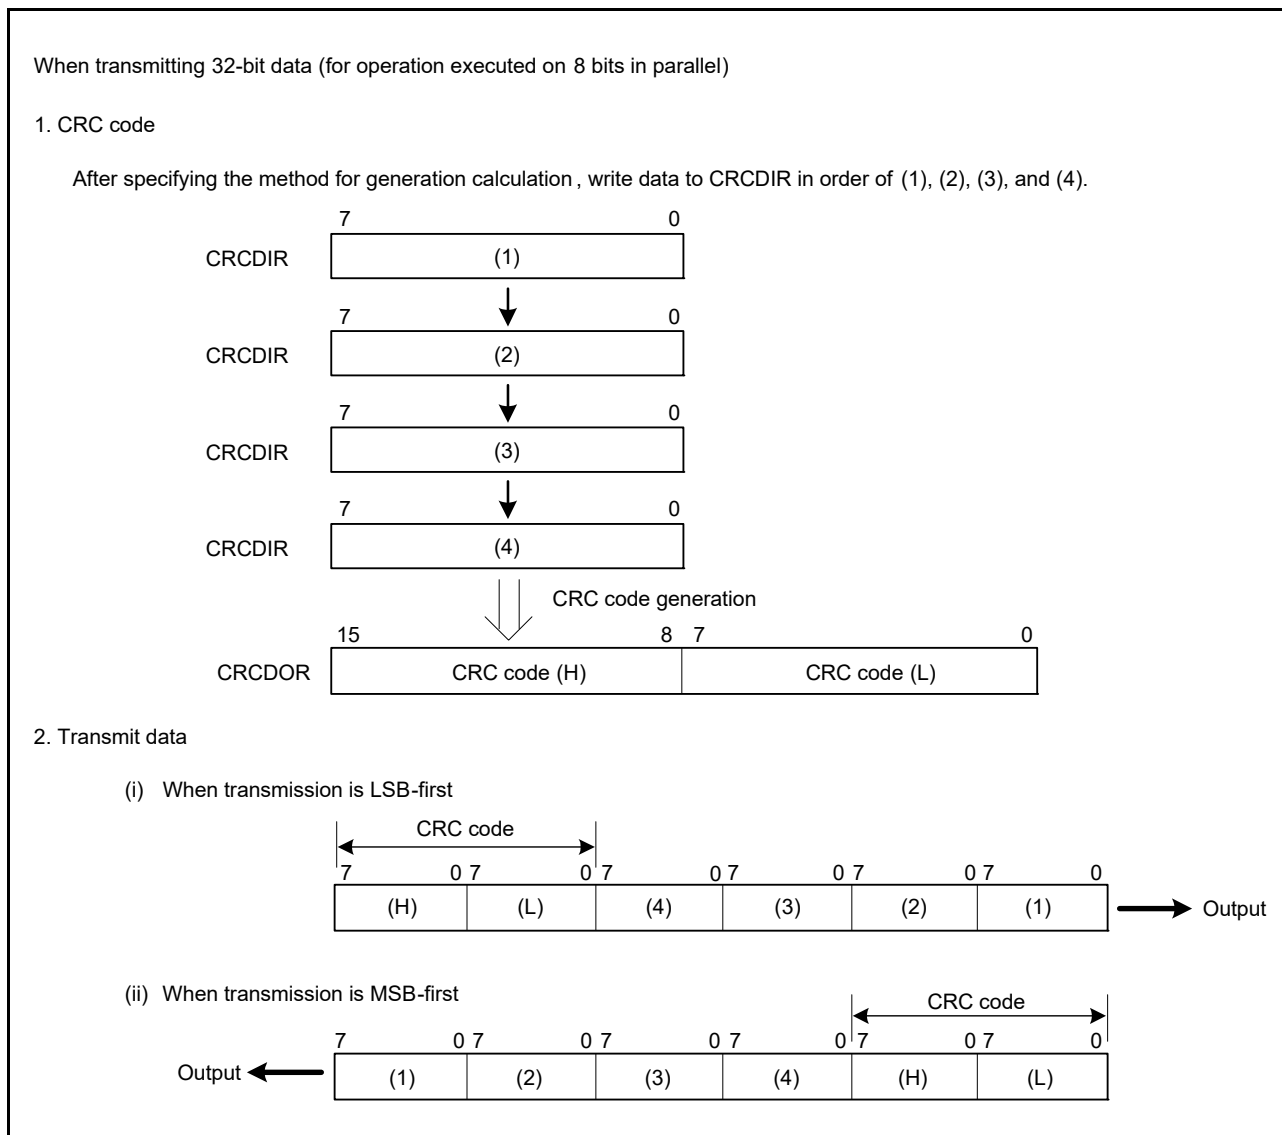 When transmitting 32-bit data (for operation executed on 8 bits in parallel)
1. CRC code
After specifying the method for generation calculation, write data to CRCDIR in order of (1), (2), (3), and (4).
7 0
CRCDIR (1)
7 0
CRCDIR (2)
7 0
CRCDIR (3)
7 0
CRCDIR (4)
CRC code generation
15 8 7 0
CRCDOR CRC code (H) CRC code (L)
2. Transmit data
(i) When transmission is LSB-first
CRC code
7 0 7 0 7 0 7 0 7 0 7 0
(H) (L) (4) (3) (2) (1) Output
(ii) When transmission is MSB-first
CRC code
7 0 7 0 7 0 7 0 7 0 7 0
Output (1) (2) (3) (4) (H) (L)